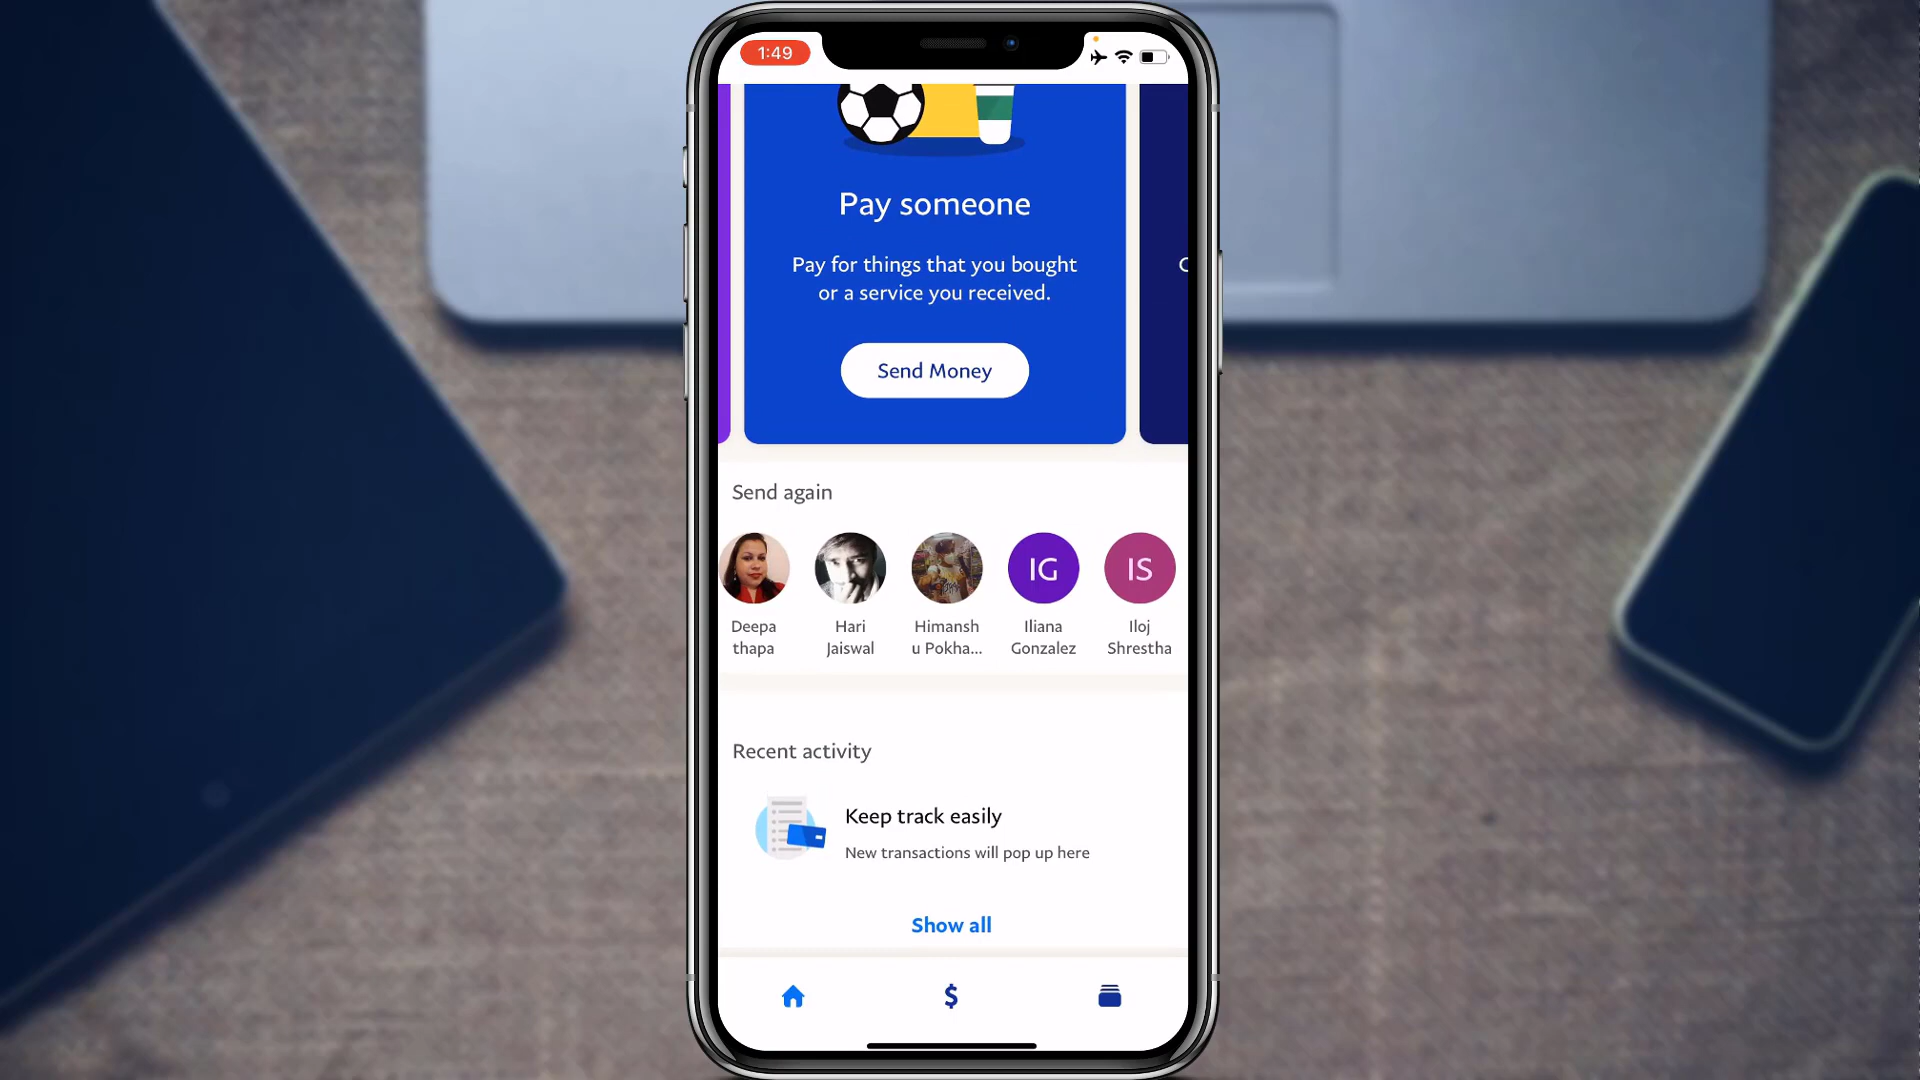 1:49
Pay someone
Pay for things that you bought
or a service you received.
Send Money
C
Send again
IG
IS
Deepa
thapa
Hari
Jaiswal
Himansh
u Pokha...
Iliana
Gonzalez
Iloj
Shrestha
Recent activity
Keep track easily
New transactions will pop up here
Show all
$